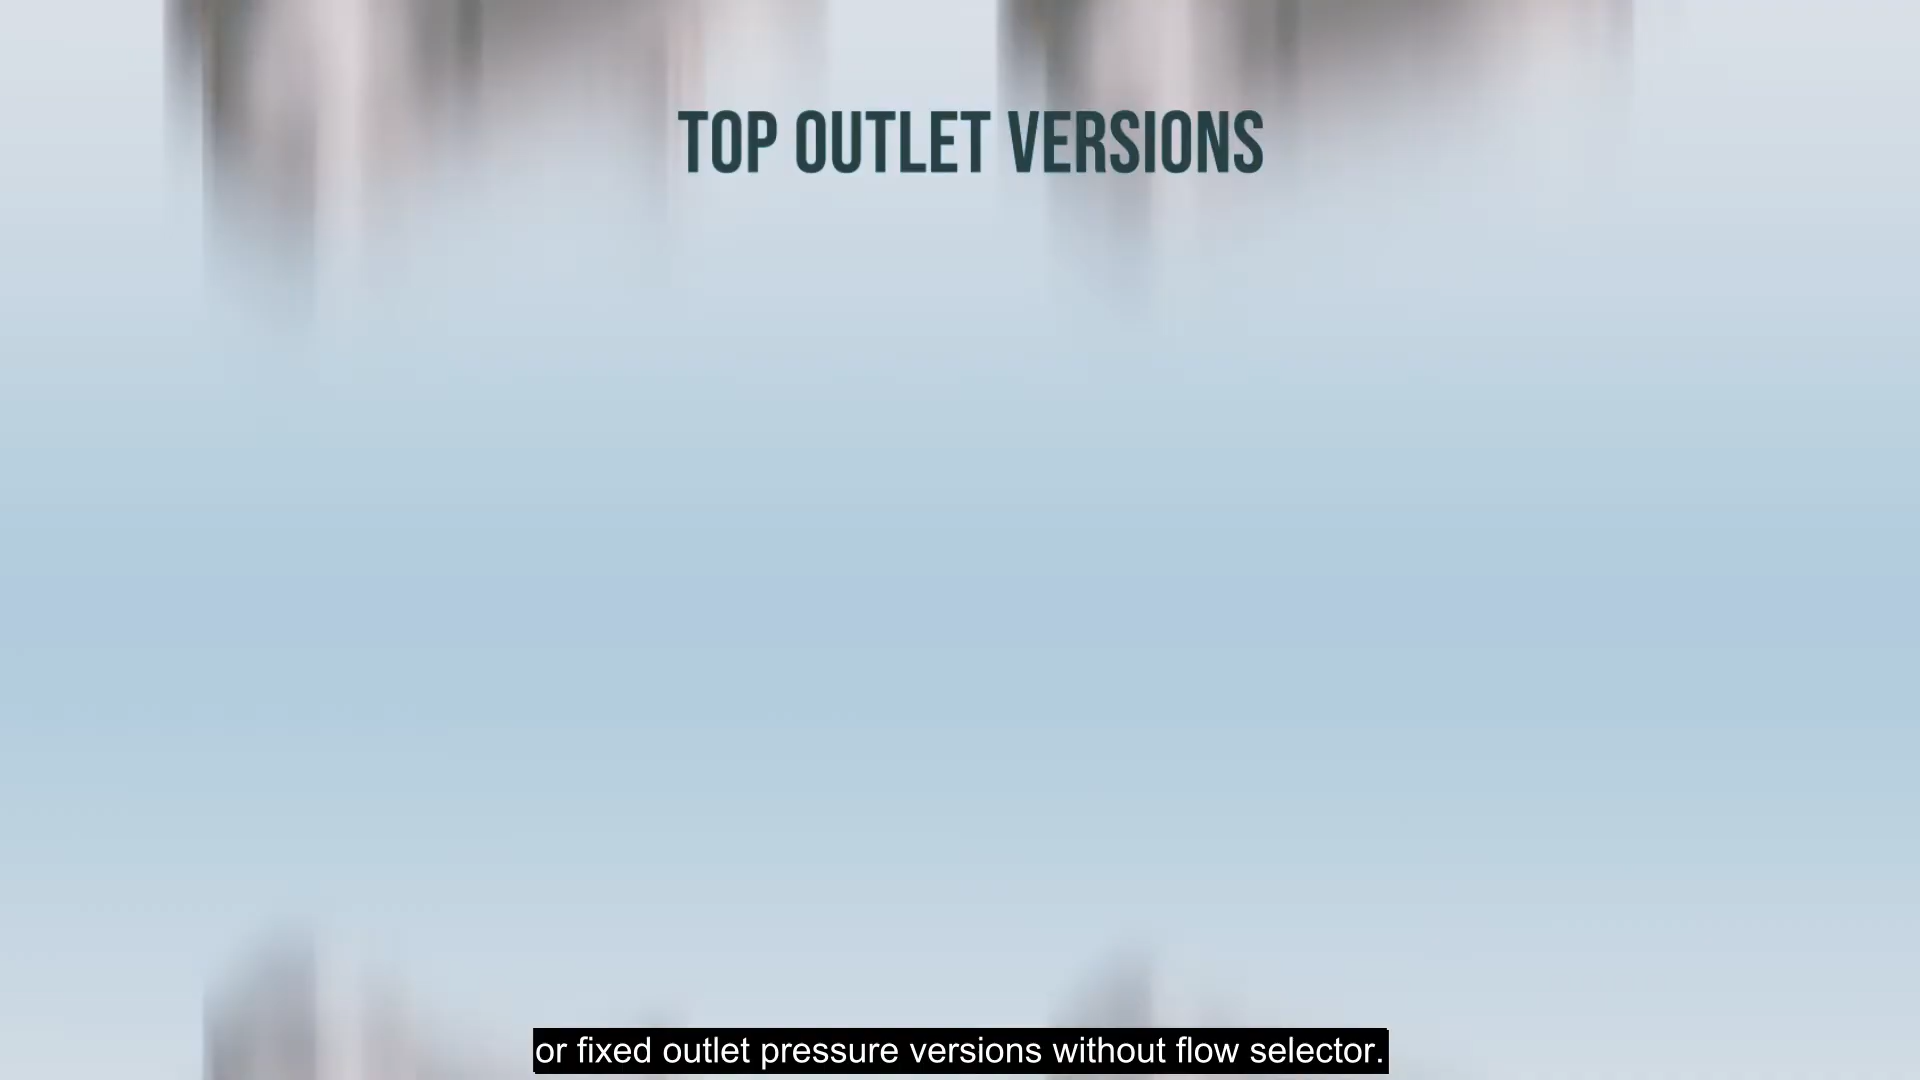 TOP OUTLET VERSIONS
or fixed outlet pressure versions without flow selector.